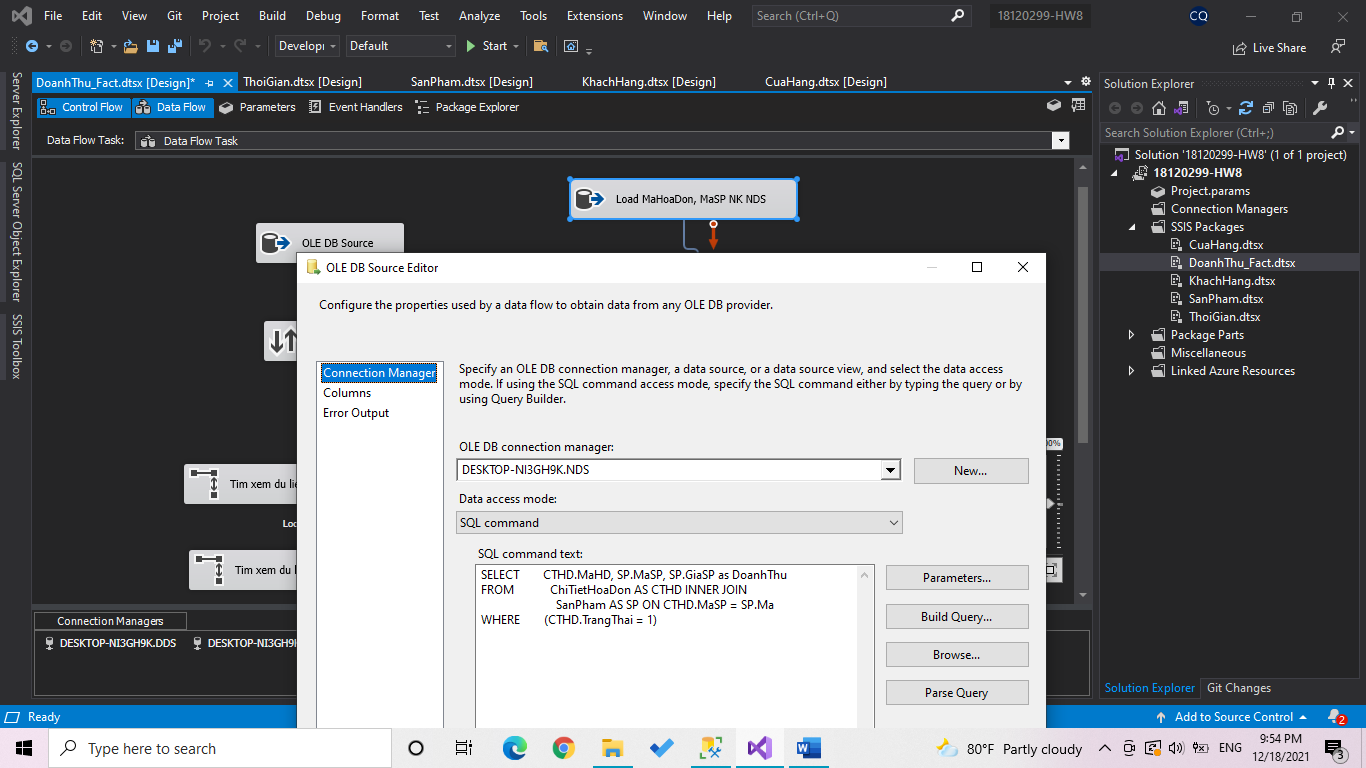 File Edit View Git Project Build Debug Format Test Analyze Tools Extensions Window Help Search (Ctrl+Q) 18120299-HW8 CQ
Developr Default Start Live Share
DoanhThu_Fact.dtsx [Design]* ThoiGian.dtsx [Design] SanPham.dtsx [Design] KhachHang.dtsx [Design] CuaHang.dtsx [Design]
Control Flow Data Flow Parameters Event Handlers Package Explorer
Data Flow Task: Data Flow Task
Server Explorer
SQL Server Object Explorer
SSIS Toolbox
Load MaHoaDon, MaSP NK NDS
OLE DB Source
Tim xem du lie
Loo
Tim xem du l
00%
OLE DB Source Editor
Configure the properties used by a data flow to obtain data from any OLE DB provider.
Connection Manager
Columns
Error Output
Specify an OLE DB connection manager, a data source, or a data source view, and select the data access
mode. If using the SQL command access mode, specify the SQL command either by typing the query or by
using Query Builder.
OLE DB connection manager:
DESKTOP-NI3GH9K.NDS
New...
Data access mode:
SQL command
SQL command text:
SELECT CTHD.MaHD, SP.MaSP, SP.GiaSP as DoanhThu
FROM ChiTietHoaDon AS CTHD INNER JOIN
SanPham AS SP ON CTHD.MaSP = SP.Ma
WHERE (CTHD.TrangThai = 1)
Parameters...
Build Query...
Browse...
Parse Query
Connection Managers
DESKTOP-NI3GH9K.DDS DESKTOP-NI3GH9K
Solution Explorer
Search Solution Explorer (Ctrl+;)
Solution '18120299-HW8' (1 of 1 project)
18120299-HW8
Project.params
Connection Managers
SSIS Packages
CuaHang.dtsx
DoanhThu_Fact.dtsx
KhachHang.dtsx
SanPham.dtsx
ThoiGian.dtsx
Package Parts
Miscellaneous
Linked Azure Resources
Solution Explorer Git Changes
Ready Add to Source Control 2
Type here to search
80°F Partly cloudy ENG
9:54 PM
12/18/2021
3